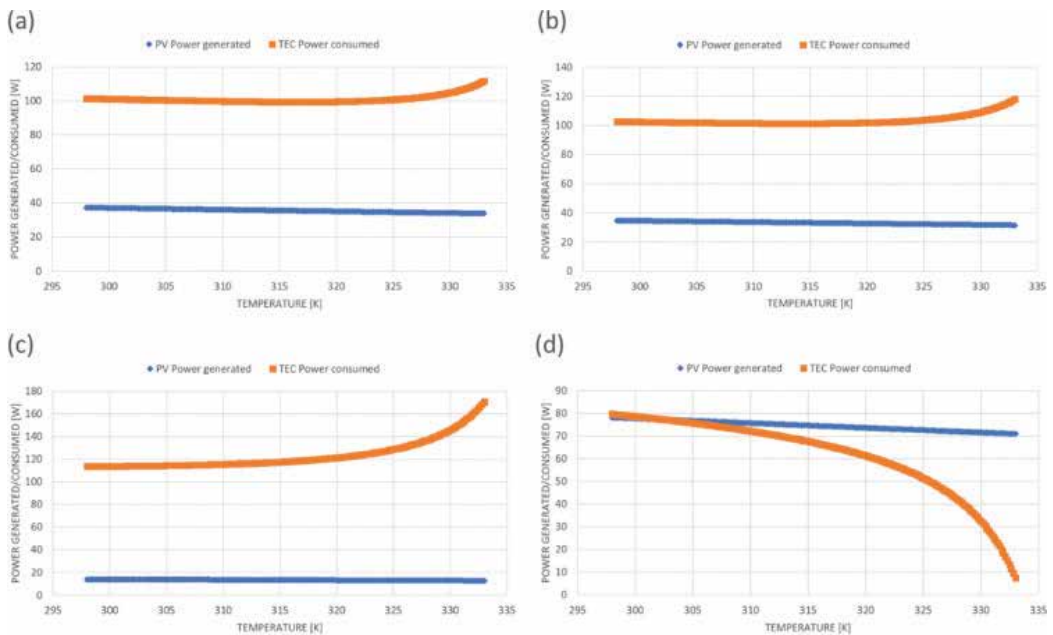 (a)
PV Power generated TEC Power consumed
POWER GENERATED/CONSUMED [W]
120
100
80
60
40
20
0
295 300 305 310 315 320 325 330 335
TEMPERATURE [K]
(b)
PV Power generated TEC Power consumed
POWER GENERATED/CONSUMED [W]
140
120
100
80
60
40
20
0
295 300 305 310 315 320 325 330 335
TEMPERATURE [K]
(c)
PV Power generated TEC Power consumed
POWER GENERATED/CONSUMED [W]
180
160
140
120
100
80
60
40
20
0
295 300 305 310 315 320 325 330 335
TEMPERATURE [K]
(d)
PV Power generated TEC Power consumed
POWER GENERATED/CONSUMED [W]
90
80
70
60
50
40
30
20
10
0
295 300 305 310 315 320 325 330 335
TEMPERATURE [K]